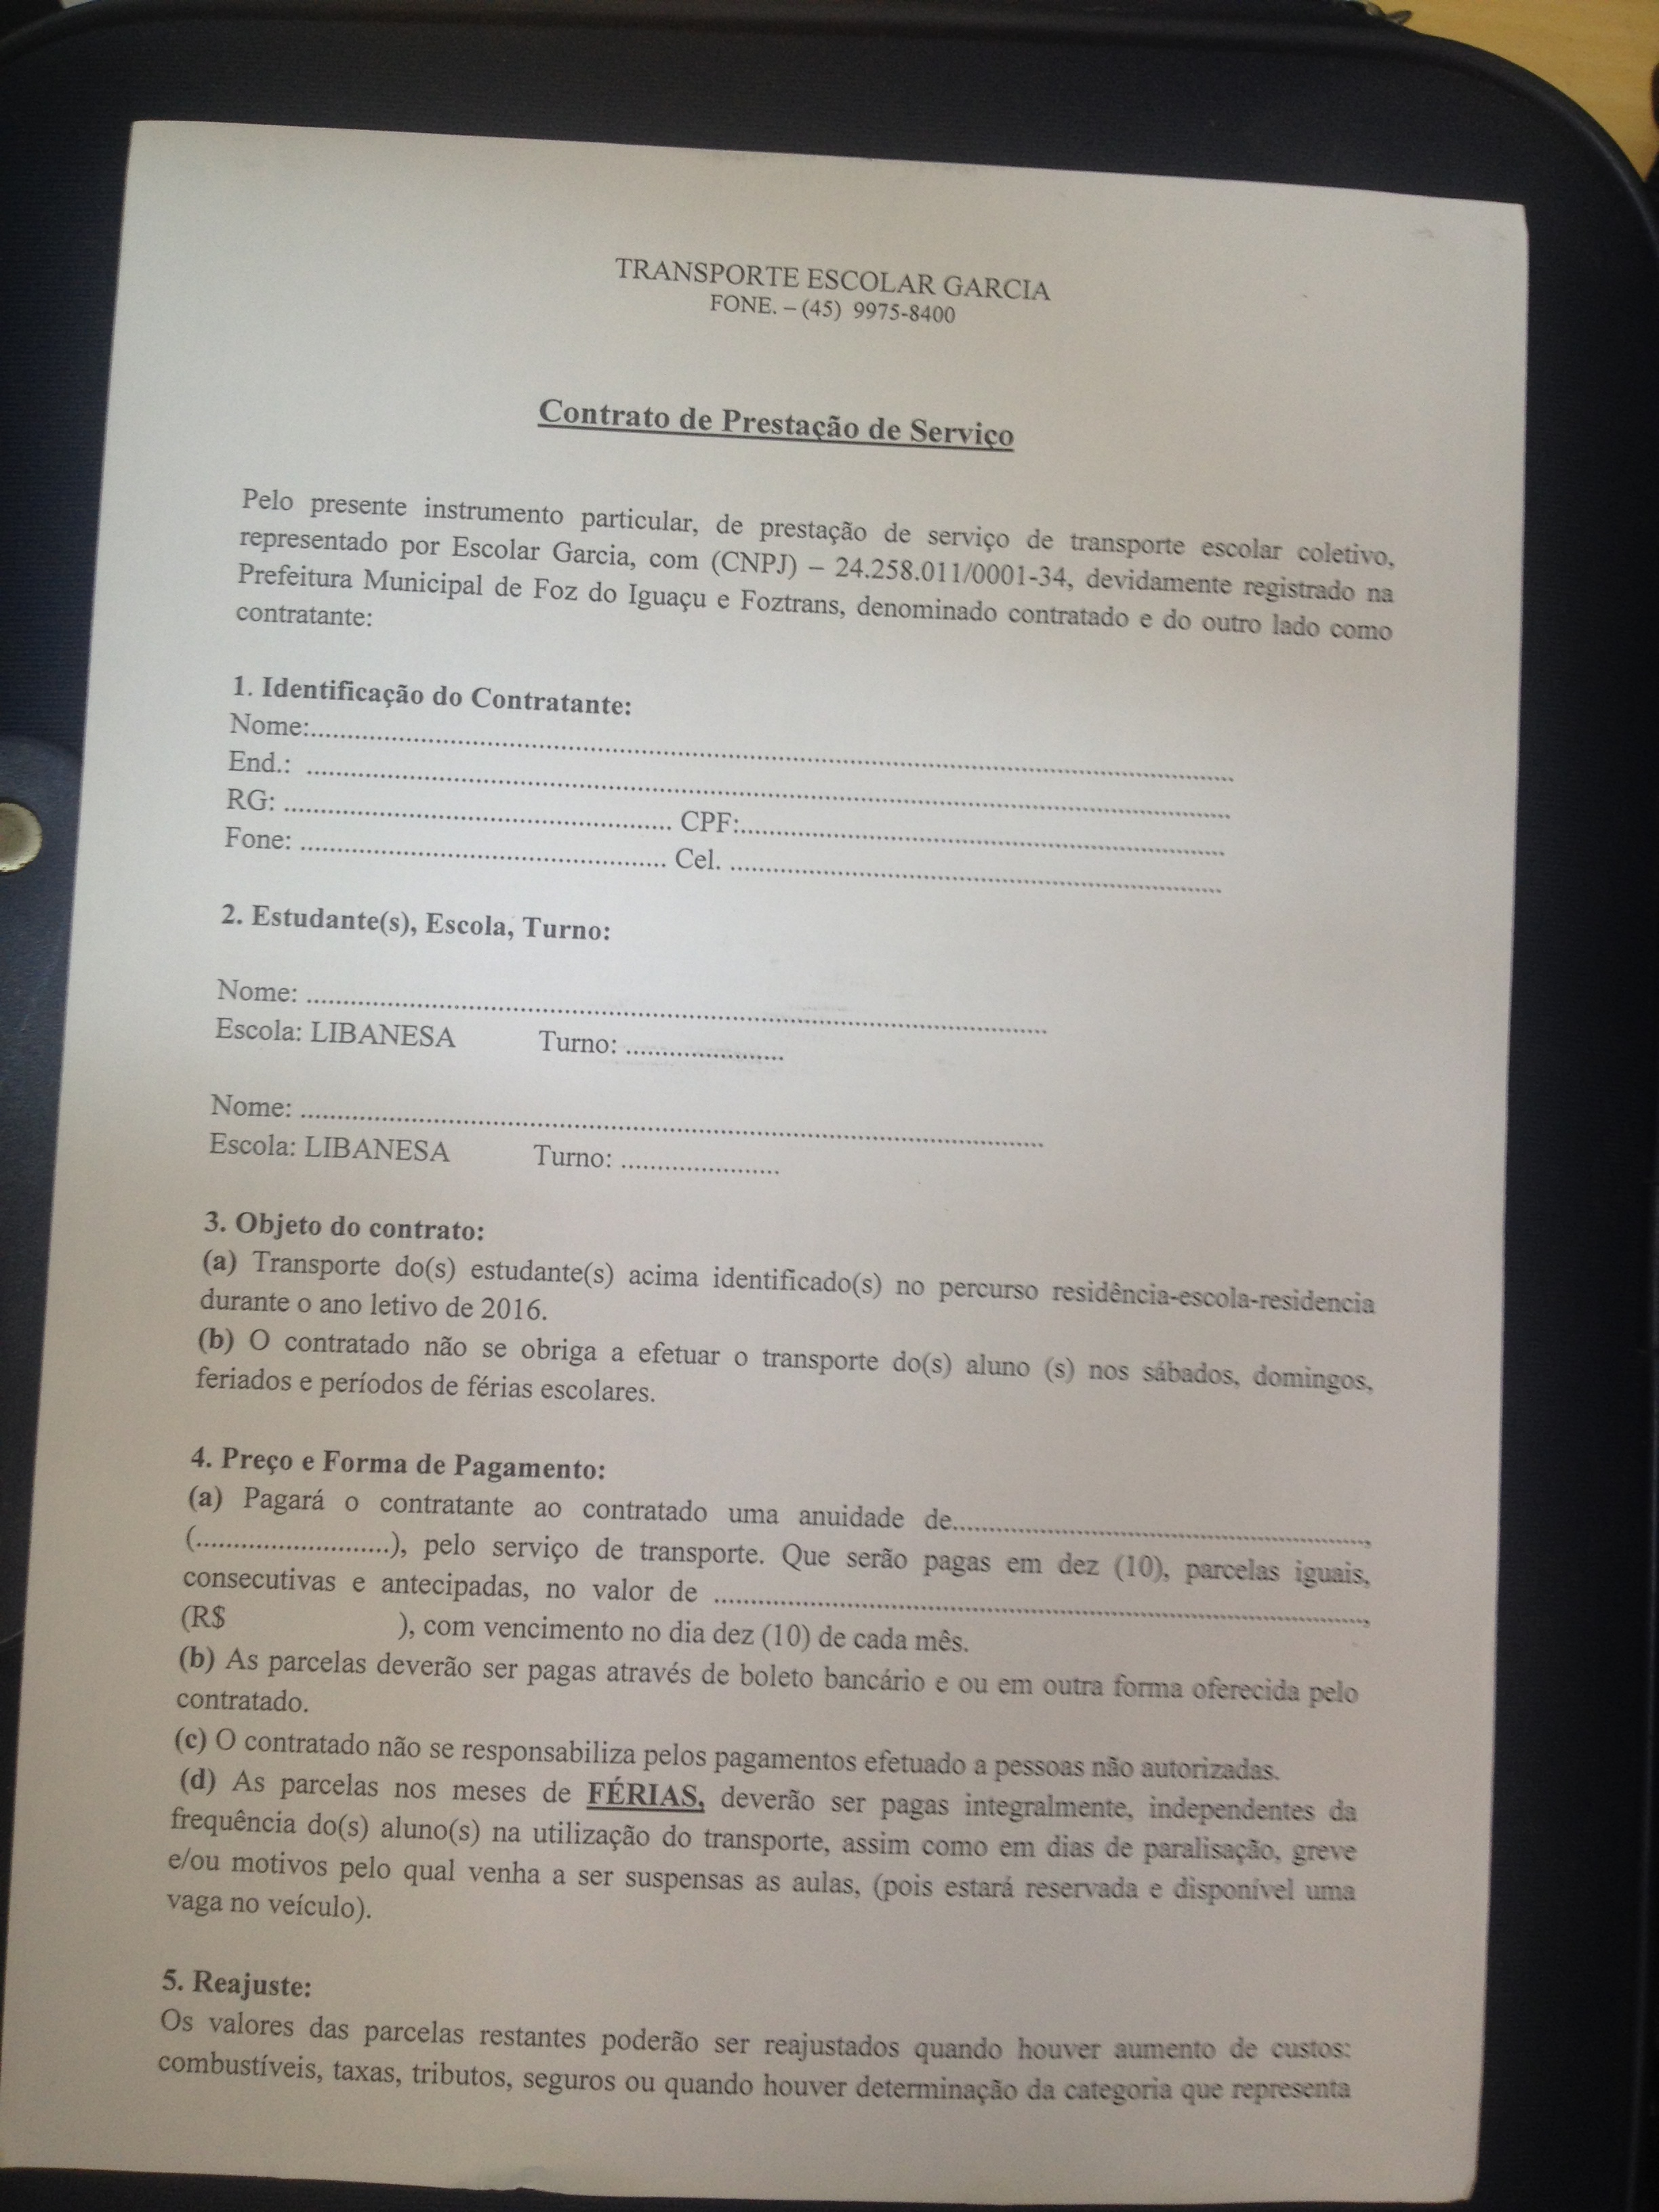 TRANSPORTE ESCOLAR GARCIA
FONE. – (45) 9975-8400
Contrato de Prestação de Serviço
Pelo presente instrumento particular, de prestação de serviço de transporte escolar coletivo,
representado por Escolar Garcia, com (CNPJ) – 24.258.011/0001-34, devidamente registrado na
Prefeitura Municipal de Foz do Iguaçu e Foztrans, denominado contratado e do outro lado como
contratante:
1. Identificação do Contratante:
Nome:....................................................................................................
End.: ....................................................................................................
RG: .................................................... CPF:....................................................
Fone: .................................................... Cel. ....................................................
2. Estudante(s), Escola, Turno:
Nome: ....................................................................................................
Escola: LIBANESA Turno: ......................
Nome: ....................................................................................................
Escola: LIBANESA Turno: ......................
3. Objeto do contrato:
(a) Transporte do(s) estudante(s) acima identificado(s) no percurso residência-escola-residencia
durante o ano letivo de 2016.
(b) O contratado não se obriga a efetuar o transporte do(s) aluno (s) nos sábados, domingos,
feriados e períodos de férias escolares.
4. Preço e Forma de Pagamento:
(a) Pagará o contratante ao contratado uma anuidade de..........................................................,
(..........................), pelo serviço de transporte. Que serão pagas em dez (10), parcelas iguais,
consecutivas e antecipadas, no valor de ....................................................................................,
(R$ ), com vencimento no dia dez (10) de cada mês.
(b) As parcelas deverão ser pagas através de boleto bancário e ou em outra forma oferecida pelo
contratado.
(c) O contratado não se responsabiliza pelos pagamentos efetuado a pessoas não autorizadas.
(d) As parcelas nos meses de FÉRIAS, deverão ser pagas integralmente, independentes da
frequência do(s) aluno(s) na utilização do transporte, assim como em dias de paralisação, greve
e/ou motivos pelo qual venha a ser suspensas as aulas, (pois estará reservada e disponível uma
vaga no veículo).
5. Reajuste:
Os valores das parcelas restantes poderão ser reajustados quando houver aumento de custos:
combustíveis, taxas, tributos, seguros ou quando houver determinação da categoria que representa